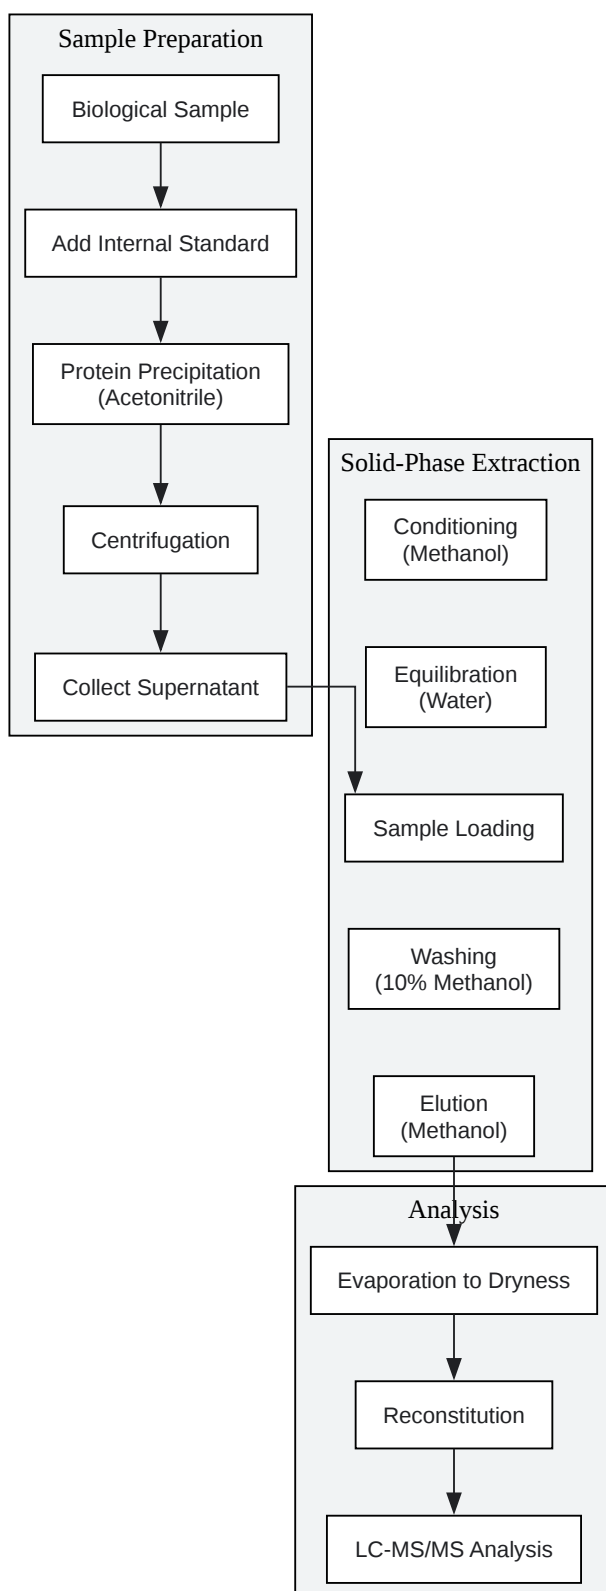 Sample Preparation
Biological Sample
Add Internal Standard
Protein Precipitation
(Acetonitrile)
Centrifugation
Collect Supernatant
Solid-Phase Extraction
Conditioning
(Methanol)
Equilibration
(Water)
Sample Loading
Washing
(10% Methanol)
Elution
(Methanol)
Analysis
Evaporation to Dryness
Reconstitution
LC-MS/MS Analysis